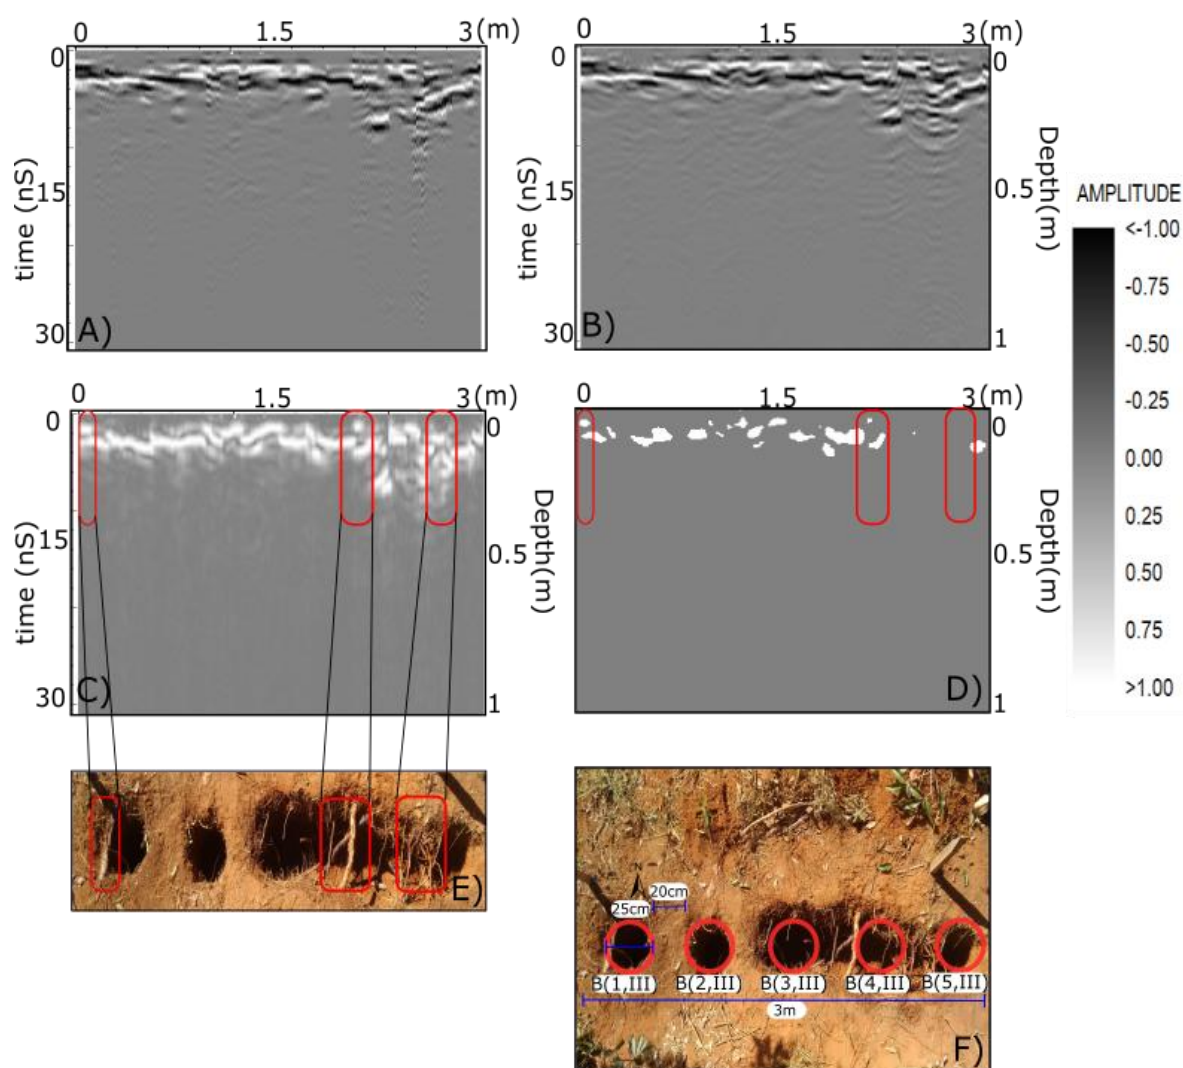 0 1.5 3(m)
0
15
30
time (nS)
A)
0 1.5 3(m)
0
15
30
0
0.5
1
Depth(m)
B)
AMPLITUDE
<-1.00
-0.75
-0.50
-0.25
0.00
0.25
0.50
0.75
>1.00
0 1.5 3(m)
0
15
30
time (nS)
0
0.5
1
Depth(m)
C)
0 1.5 3(m)
0
0.5
1
Depth(m)
D)
E)
N
20cm
25cm
B(1,III) B(2,III) B(3,III) B(4,III) B(5,III)
3m
F)